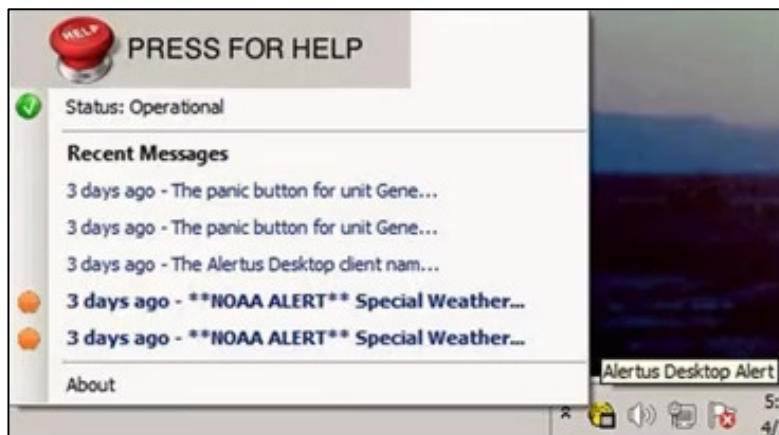 HELP
PRESS FOR HELP
Status: Operational
Recent Messages
3 days ago - The panic button for unit Gene...
3 days ago - The panic button for unit Gene...
3 days ago - The Alertus Desktop client nam...
3 days ago - **NOAA ALERT** Special Weather...
3 days ago - **NOAA ALERT** Special Weather...
About
Alertus Desktop Alert
5:
4/